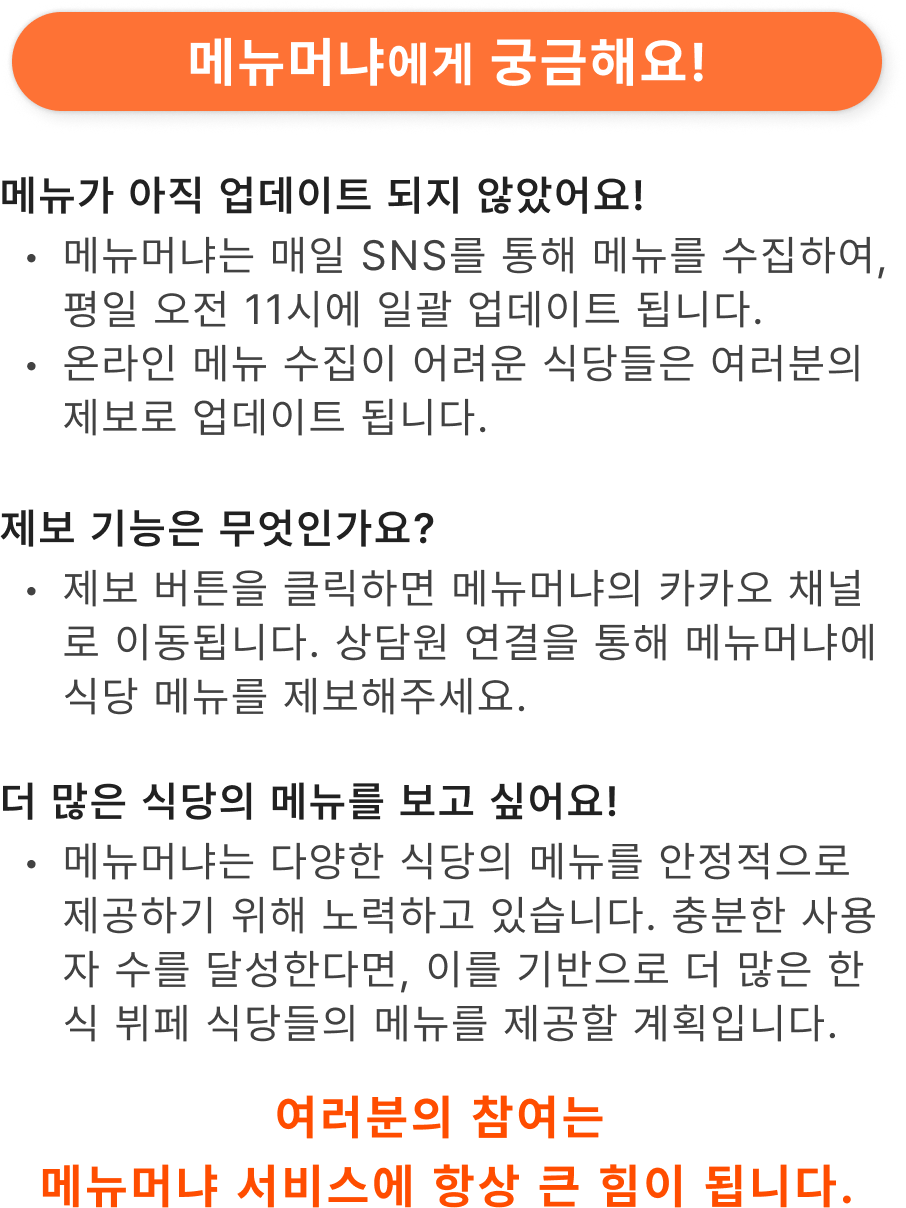 메뉴머냐에게 궁금해요!
메뉴가 아직 업데이트 되지 않았어요!
• 메뉴머냐는 매일 SNS를 통해 메뉴를 수집하여,
평일 오전 11시에 일괄 업데이트 됩니다.
• 온라인 메뉴 수집이 어려운 식당들은 여러분의
제보로 업데이트 됩니다.
제보 기능은 무엇인가요?
• 제보 버튼을 클릭하면 메뉴머냐의 카카오 채널
로 이동됩니다. 상담원 연결을 통해 메뉴머냐에
식당 메뉴를 제보해주세요.
더 많은 식당의 메뉴를 보고 싶어요!
• 메뉴머냐는 다양한 식당의 메뉴를 안정적으로
제공하기 위해 노력하고 있습니다. 충분한 사용
자 수를 달성한다면, 이를 기반으로 더 많은 한
식 뷔페 식당들의 메뉴를 제공할 계획입니다.
여러분의 참여는
메뉴머냐 서비스에 항상 큰 힘이 됩니다.